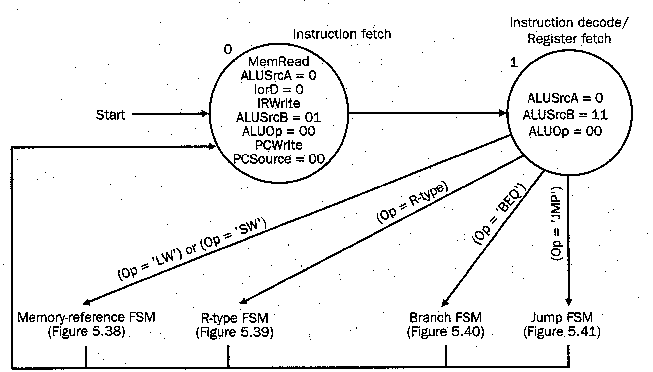 Instruction decode/
Register fetch
Instruction fetch
0
1
MemRead
ALUSrcA = 0
IorD = 0
IRWrite
ALUSrcB = 01
ALUOp = 00
PCWrite
PCSource = 00
Start
ALUSrcA = 0
ALUSrcB = 11
ALUOp = 00
(Op = 'LW') or (Op = 'SW')
(Op = R-type)
(Op = 'BEQ')
(Op = 'JMP')
Memory-reference FSM
(Figure 5.38)
R-type FSM
(Figure 5.39)
Branch FSM
(Figure 5.40)
Jump FSM
(Figure 5.41)